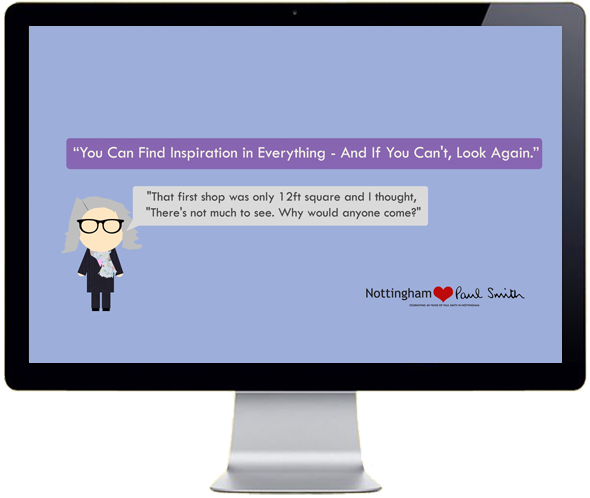 “You Can Find Inspiration in Everything - And If You Can't, Look Again.”
"That first shop was only 12ft square and I thought,
"There's not much to see. Why would anyone come?"
Nottingham Paul Smith